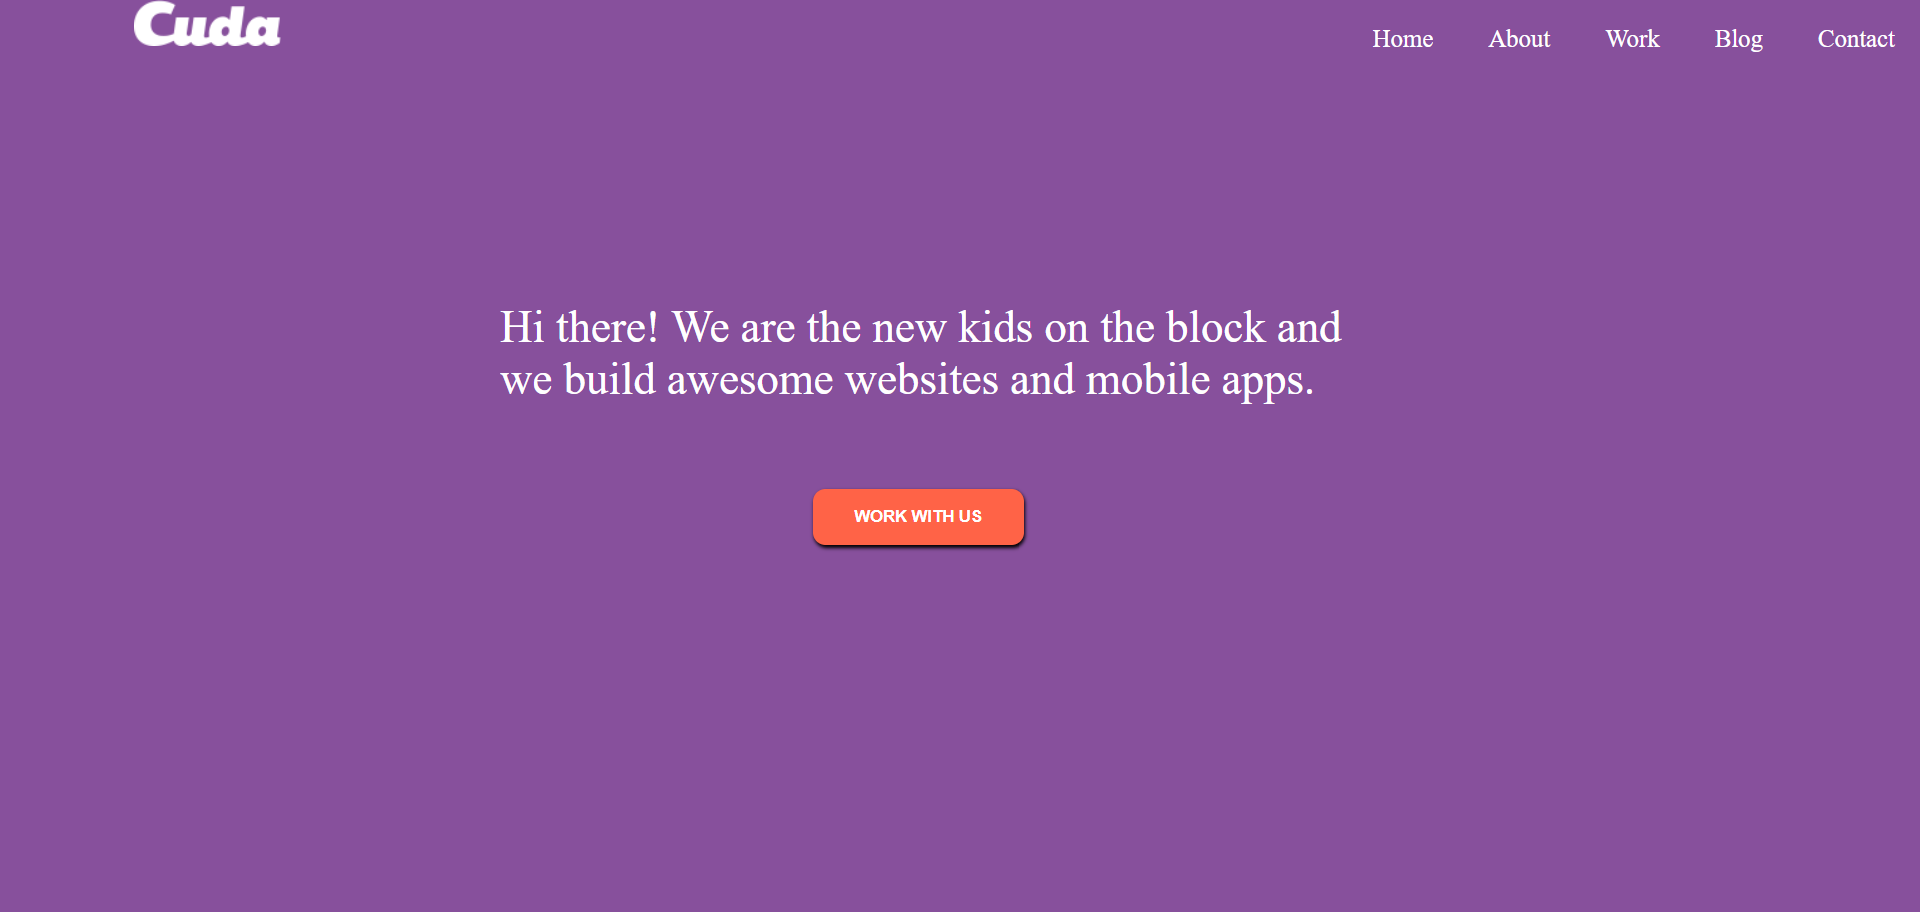 Cuda
Home About Work Blog Contact
Hi there! We are the new kids on the block and
we build awesome websites and mobile apps.
WORK WITH US